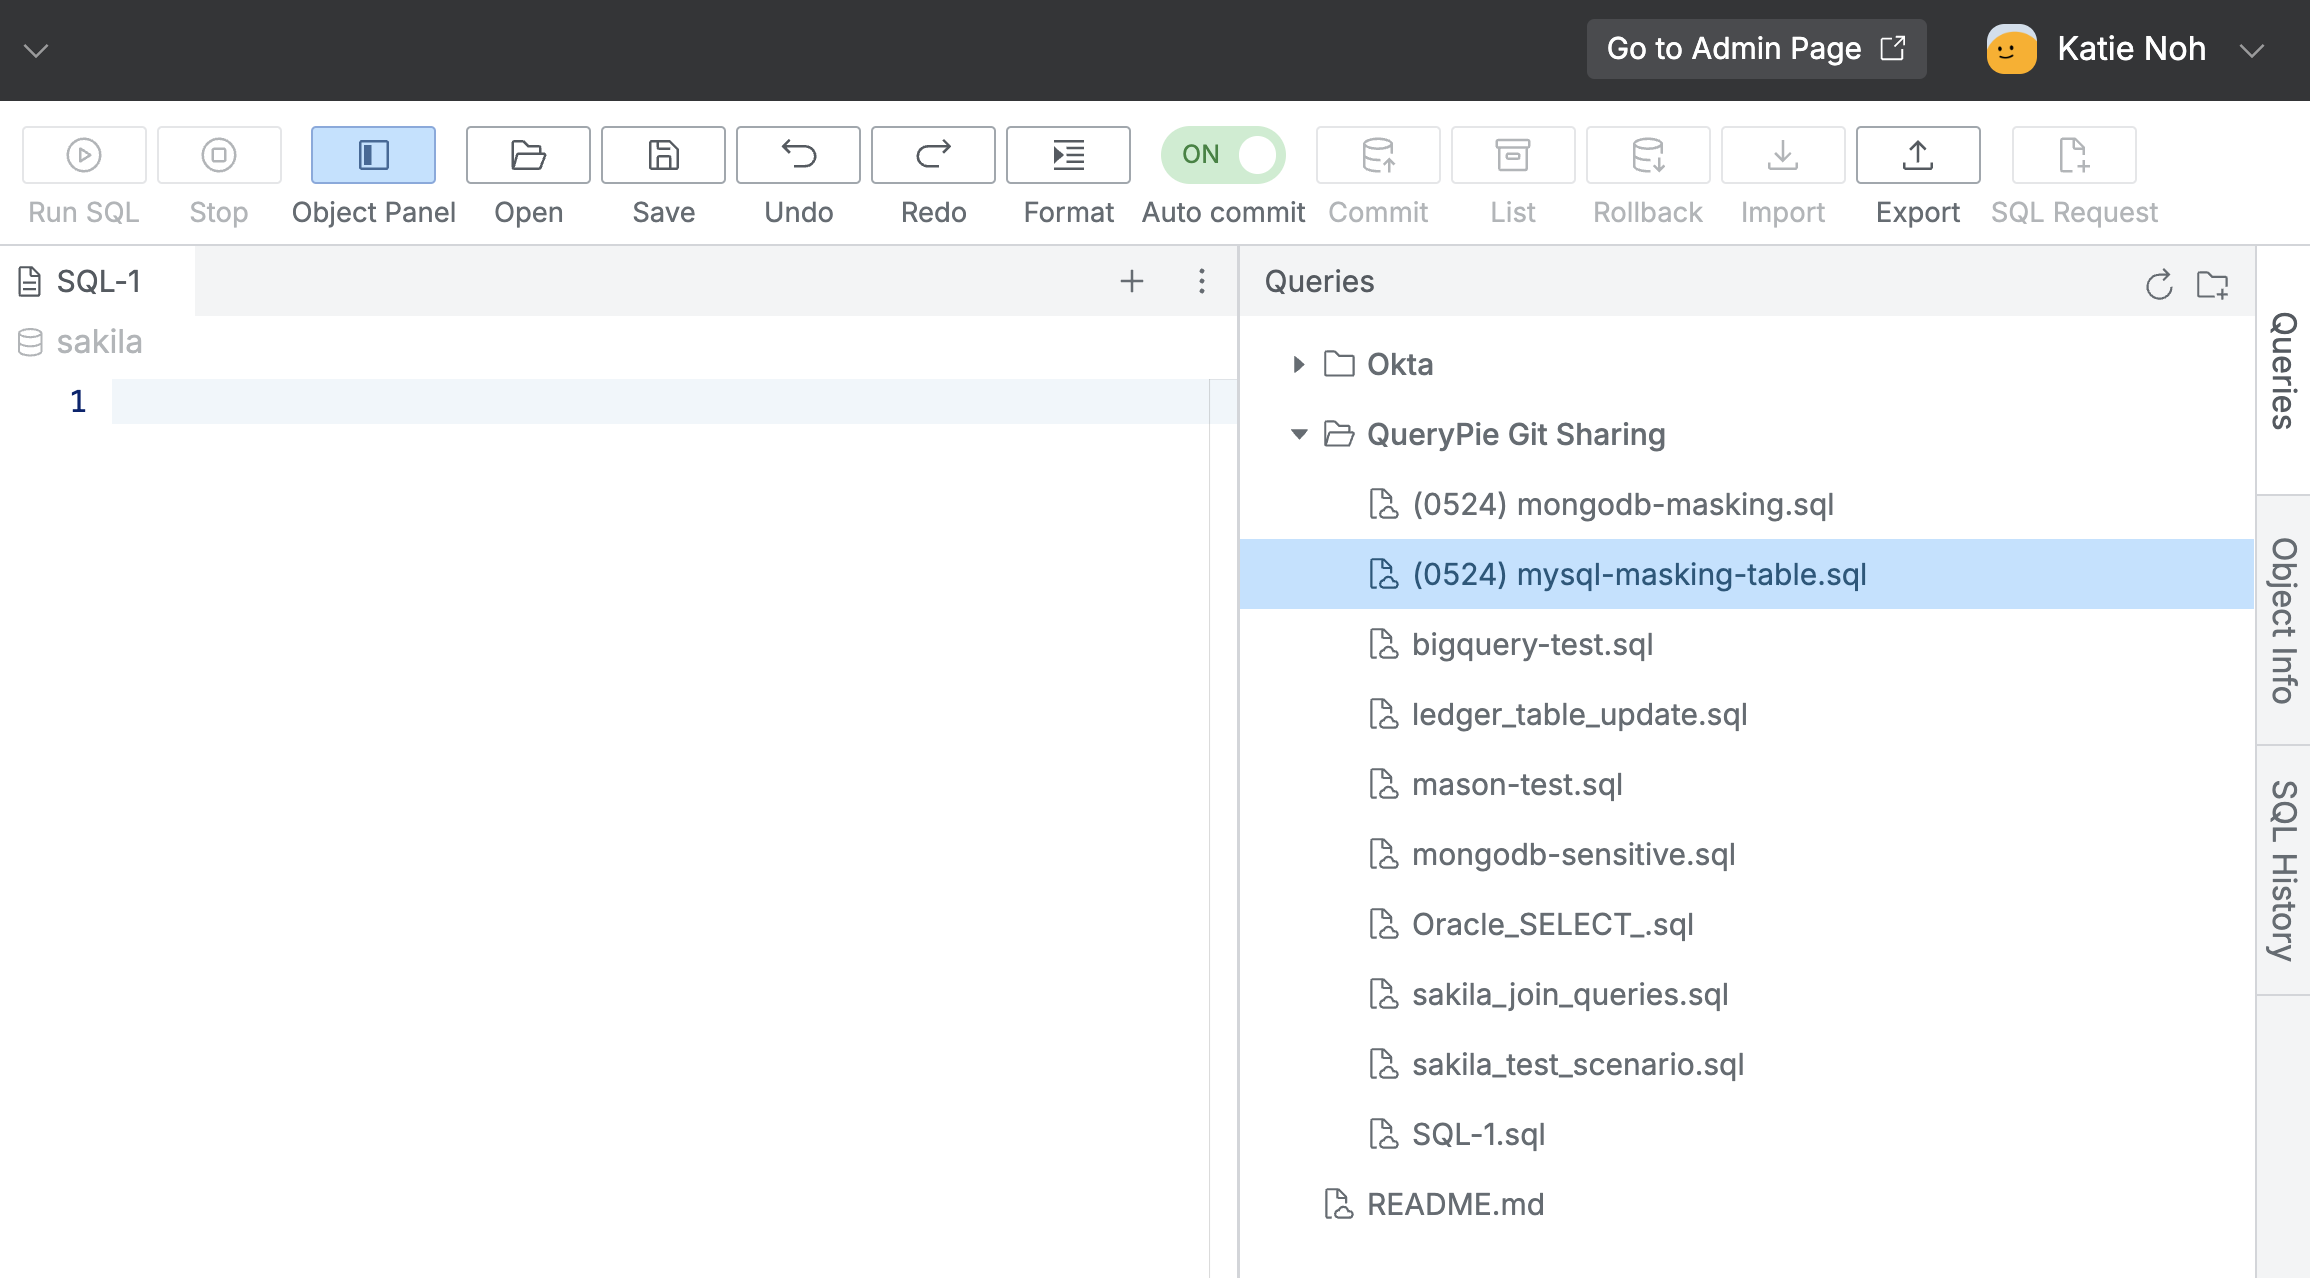 Go to Admin Page
Katie Noh
Run SQL
Stop
Object Panel
Open
Save
Undo
Redo
Format
ON
Auto commit
Commit
List
Rollback
Import
Export
SQL Request
SQL-1
sakila
1
Queries
Okta
QueryPie Git Sharing
(0524) mongodb-masking.sql
(0524) mysql-masking-table.sql
bigquery-test.sql
ledger_table_update.sql
mason-test.sql
mongodb-sensitive.sql
Oracle_SELECT_.sql
sakila_join_queries.sql
sakila_test_scenario.sql
SQL-1.sql
README.md
Queries
Object Info
SQL History